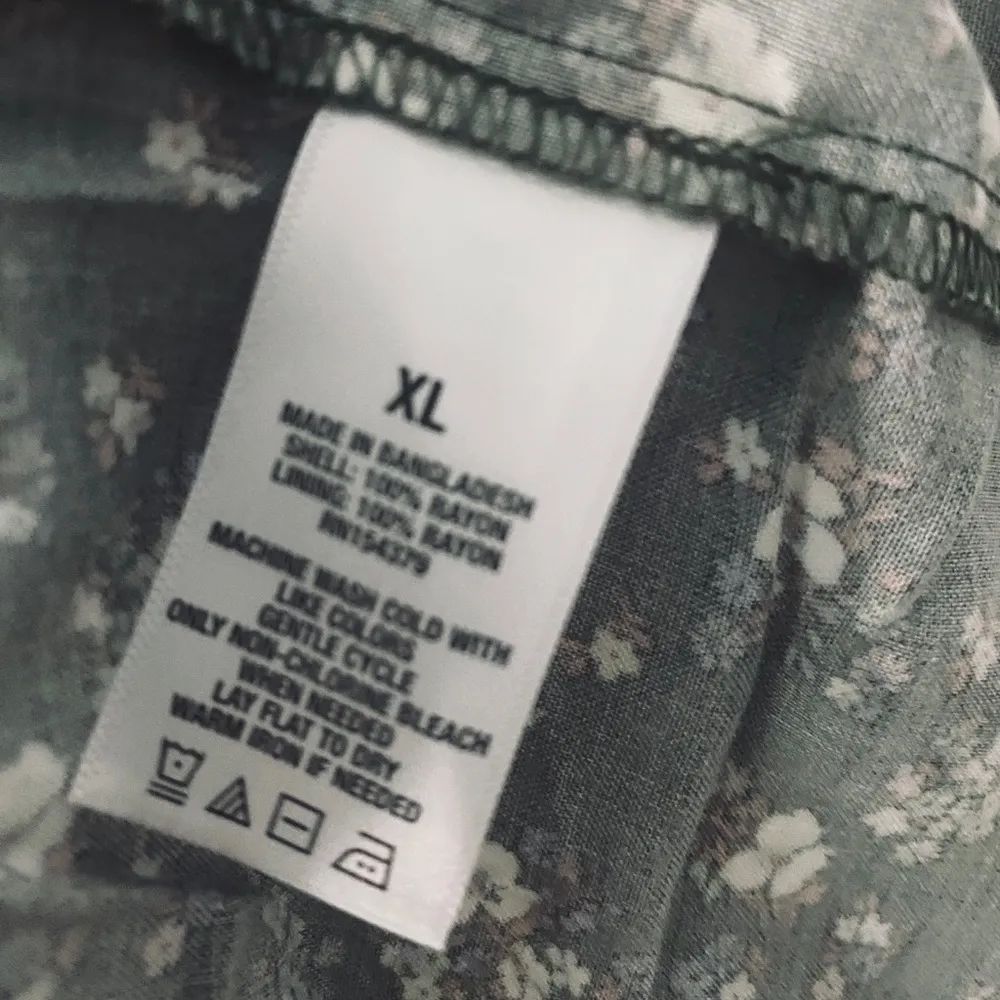 XL
MADE IN BANGLADESH
SHELL: 100% RAYON
LINING: 100% RAYON
RN154379
MACHINE WASH COLD WITH
LIKE COLORS
GENTLE CYCLE
ONLY NON-CHLORINE BLEACH
WHEN NEEDED
LAY FLAT TO DRY
WARM IRON IF NEEDED